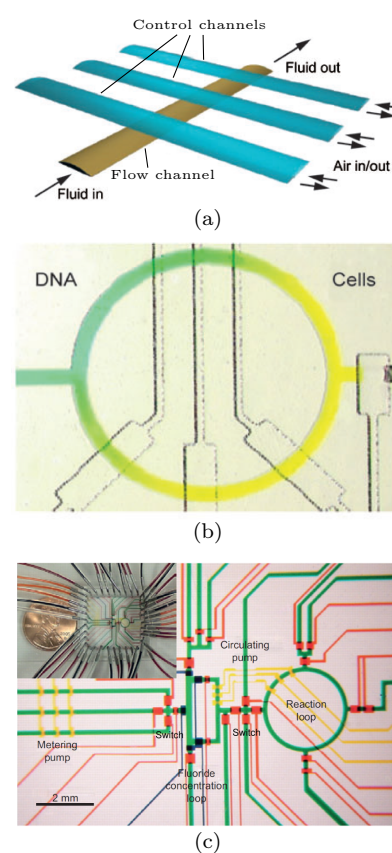 Control channels
Fluid out
Air in/out
Flow channel
Fluid in
(a)
DNA
Cells
(b)
Circulating
pump
Reaction
loop
Switch
Switch
Metering
pump
Fluoride
concentration
loop
2 mm
(c)